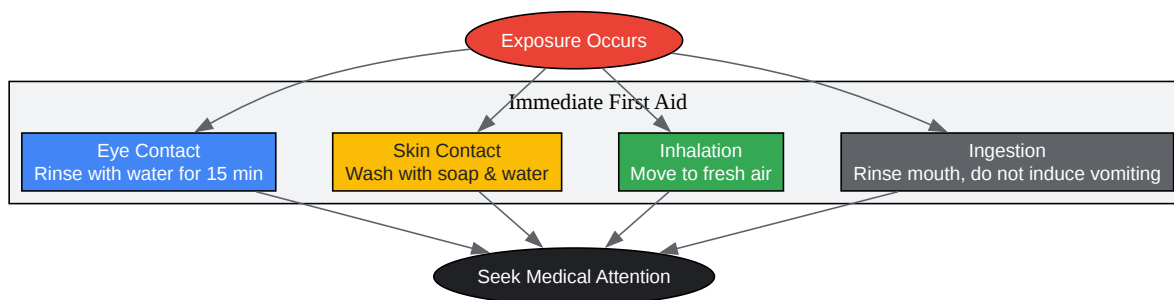 Exposure Occurs
Immediate First Aid
Eye Contact
Rinse with water for 15 min
Skin Contact
Wash with soap & water
Inhalation
Move to fresh air
Ingestion
Rinse mouth, do not induce vomiting
Seek Medical Attention